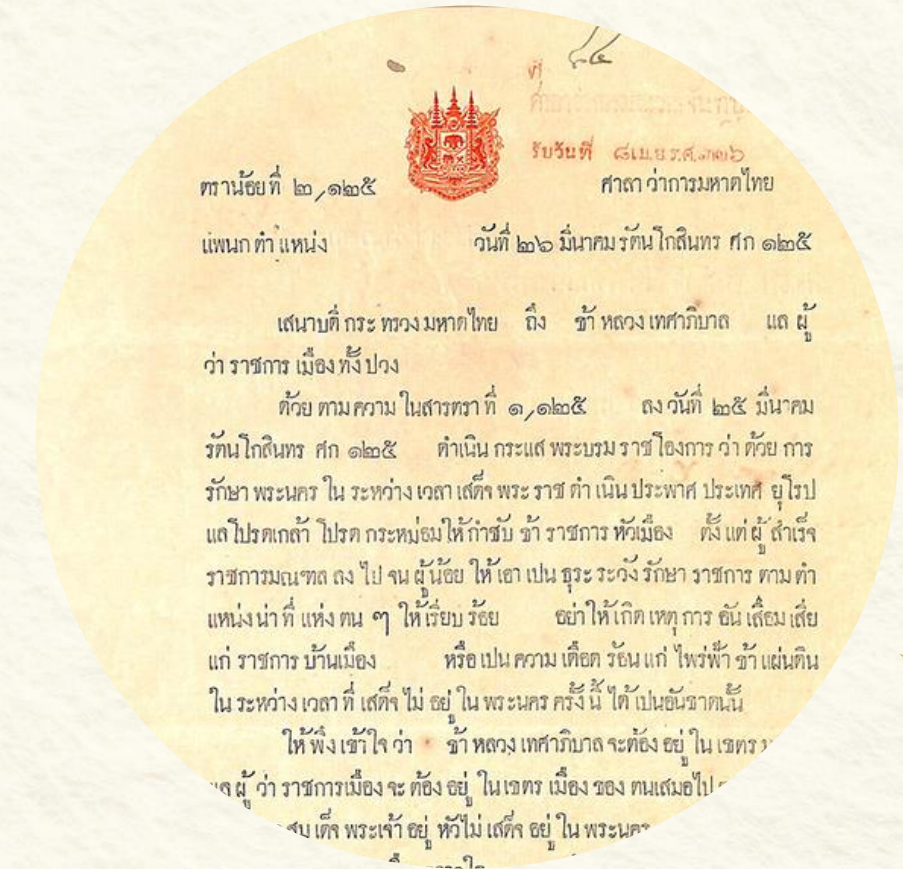 ที่ ๘๔
รับวันที่ ๘ เม.ย. ร.ศ. ๑๒๖
ตราน้อยที่ ๒,๑๒๕ ศาลาว่าการมหาดไทย
แพนกตำแหน่ง วันที่ ๒๖ มีนาคม รัตนโกสินทร ศก ๑๒๕
เสนาบดีกระทรวงมหาดไทย ถึง ข้าหลวงเทศาภิบาล แล ผู้
ว่าราชการเมืองทั้งปวง
ด้วยตามความในสารตราที่ ๑,๑๒๕ ลงวันที่ ๒๕ มีนาคม
รัตนโกสินทร ศก ๑๒๕ ดำเนินกระแสพระบรมราชโองการว่าด้วยการ
รักษาพระนครในระหว่างเวลาเสด็จพระราชดำเนินประพาศประเทศยุโรป
แลโปรดเกล้าโปรดกระหม่อมให้กำชับข้าราชการหัวเมือง ตั้งแต่ผู้สำเร็จ
ราชการมณฑลลงไปจนผู้น้อยให้เอาเปนธุระระวังรักษาราชการตามตำ
แหน่งน่าที่แห่งตน ๆ ให้เรียบร้อย อย่าให้เกิดเหตุการอันเสื่อมเสีย
แก่ราชการบ้านเมือง หรือเปนความเดือดร้อนแก่ไพร่ฟ้าข้าแผ่นดิน
ในระหว่างเวลาที่เสด็จไม่อยู่ในพระนครครั้งนี้ได้เปนอันขาดนั้น
ให้พึงเข้าใจว่า ข้าหลวงเทศาภิบาลจะต้องอยู่ในเขตร
แลผู้ว่าราชการเมืองจะต้องอยู่ในเขตรเมืองของตนเสมอไป
สมเด็จพระเจ้าอยู่หัวไม่เสด็จอยู่ในพระนคร